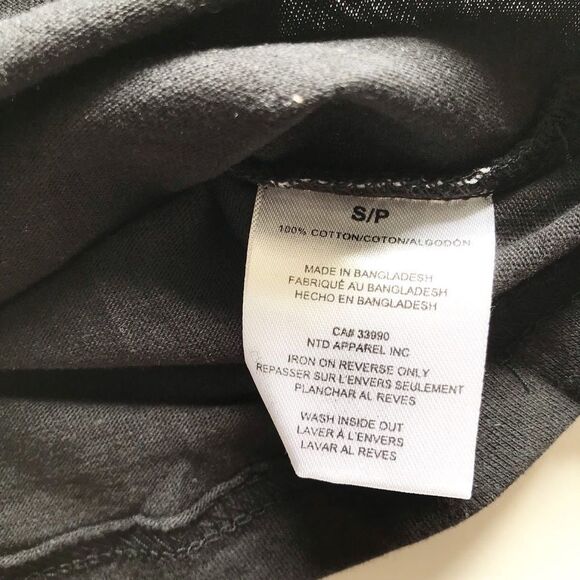 S/P
100% COTTON/COTON/ALGODÓN
MADE IN BANGLADESH
FABRIQUÉ AU BANGLADESH
HECHO EN BANGLADESH
CA# 33990
NTD APPAREL INC
IRON ON REVERSE ONLY
REPASSER SUR L'ENVERS SEULEMENT
PLANCHAR AL REVES
WASH INSIDE OUT
LAVER À L'ENVERS
LAVAR AL REVES